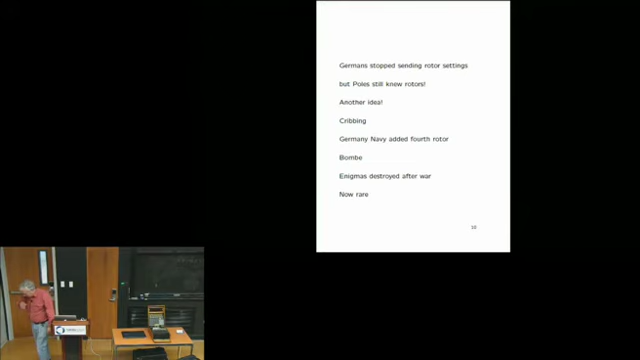 Germans stopped sending rotor settings
but Poles still knew rotors!
Another idea!
Cribbing
Germany Navy added fourth rotor
Bombe
Enigmas destroyed after war
Now rare
10